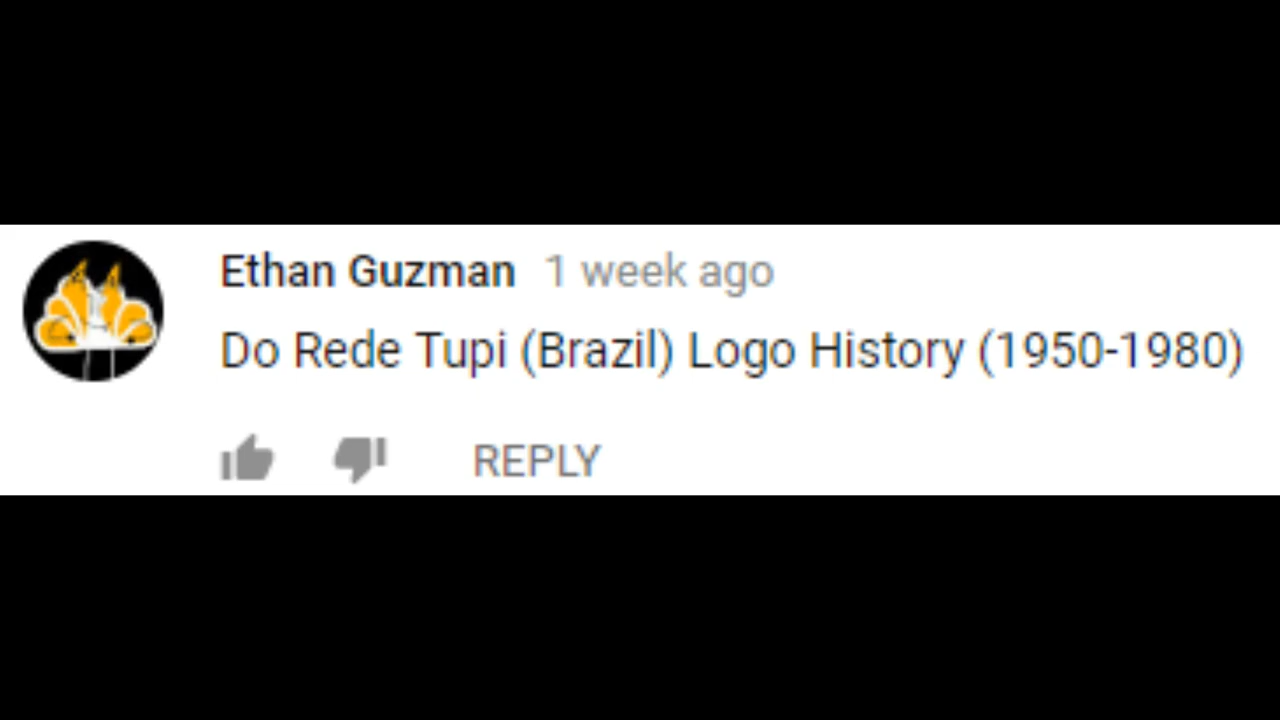 Ethan Guzman 1 week ago
Do Rede Tupi (Brazil) Logo History (1950-1980)
REPLY